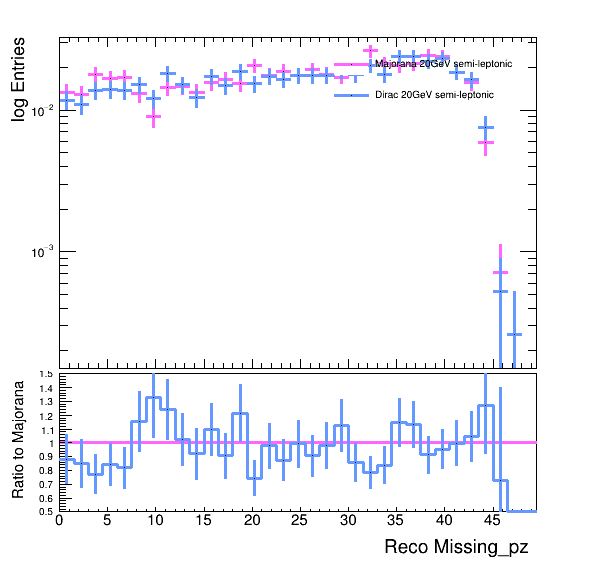 log Entries
Majorana 20GeV semi-leptonic
Dirac 20GeV semi-leptonic
10⁻²
10⁻³
Ratio to Majorana
1.5
1.4
1.3
1.2
1.1
1
0.9
0.8
0.7
0.6
0.5
0 5 10 15 20 25 30 35 40 45
Reco Missing_pz